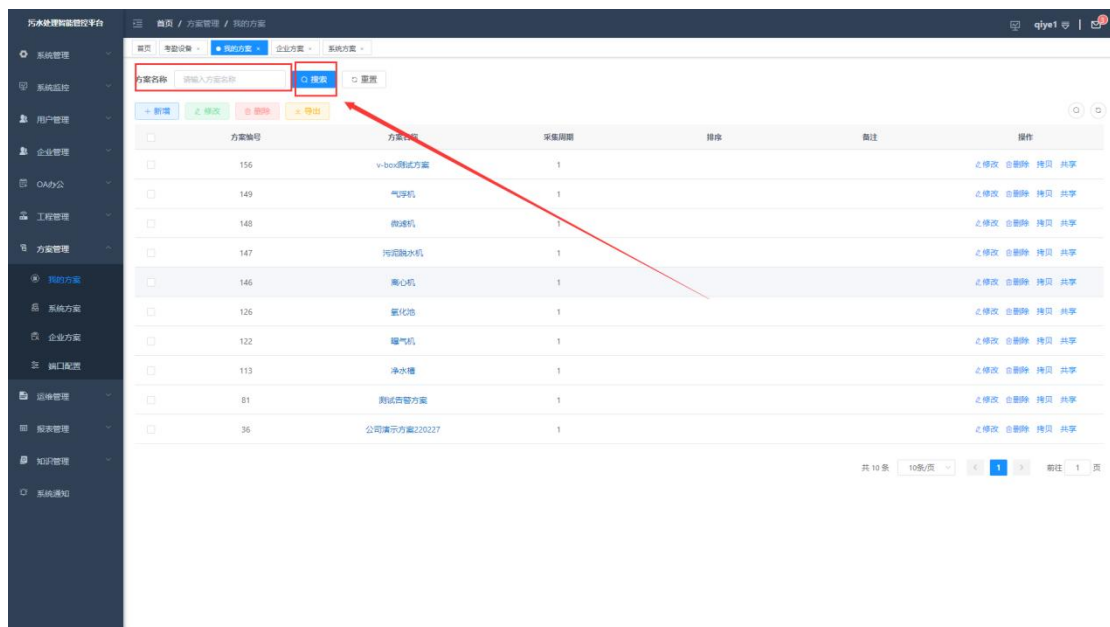 污水处理智能管控平台
首页 / 方案管理 / 我的方案
qiye1
系统管理
系统监控
用户管理
企业管理
OA办公
工程管理
方案管理
我的方案
系统方案
企业方案
端口配置
运维管理
报表管理
知识管理
系统通知
首页 考勤设备 × 我的方案 × 企业方案 × 系统方案 ×
方案名称 请输入方案名称 搜索 重置
+ 新增 修改 删除 导出
方案编号 方案名称 采集周期 排序 备注 操作
156 v-box测试方案 1 修改 删除 拷贝 共享
149 气浮机 1 修改 删除 拷贝 共享
148 微滤机 1 修改 删除 拷贝 共享
147 污泥脱水机 1 修改 删除 拷贝 共享
146 离心机 1 修改 删除 拷贝 共享
126 氧化池 1 修改 删除 拷贝 共享
122 曝气机 1 修改 删除 拷贝 共享
113 净水槽 1 修改 删除 拷贝 共享
81 测试告警方案 1 修改 删除 拷贝 共享
36 公司演示方案220227 1 修改 删除 拷贝 共享
共 10 条 10条/页 < 1 > 前往 1 页